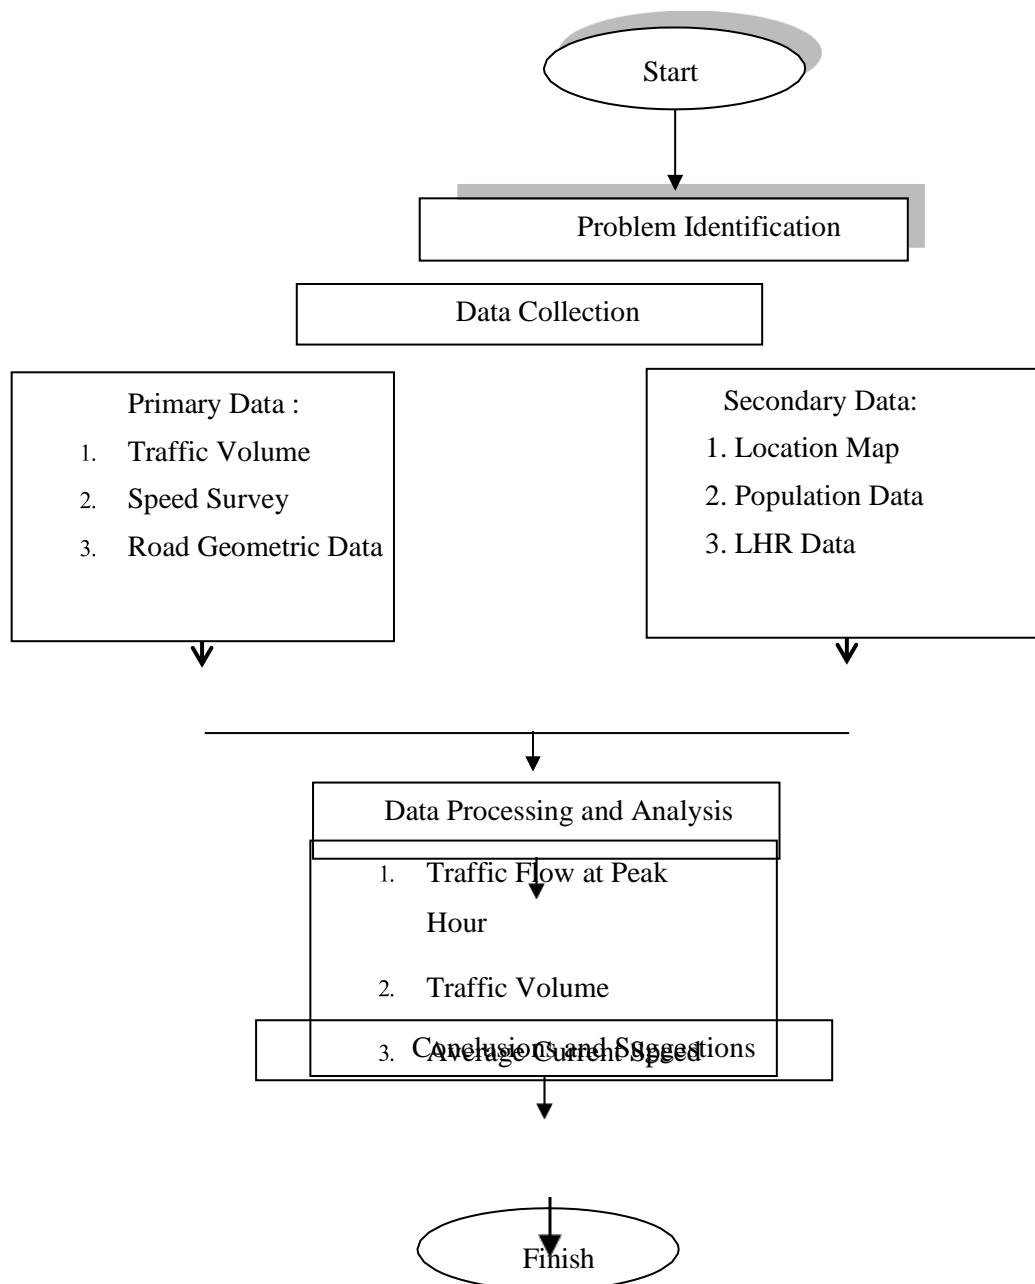 Start
Problem Identification
Data Collection
Primary Data :
1. Traffic Volume
2. Speed Survey
3. Road Geometric Data
Secondary Data:
1. Location Map
2. Population Data
3. LHR Data
Data Processing and Analysis
1. Traffic Flow at Peak
Hour
2. Traffic Volume
3. Average Current Speed
Conclusions and Suggestions
Finish